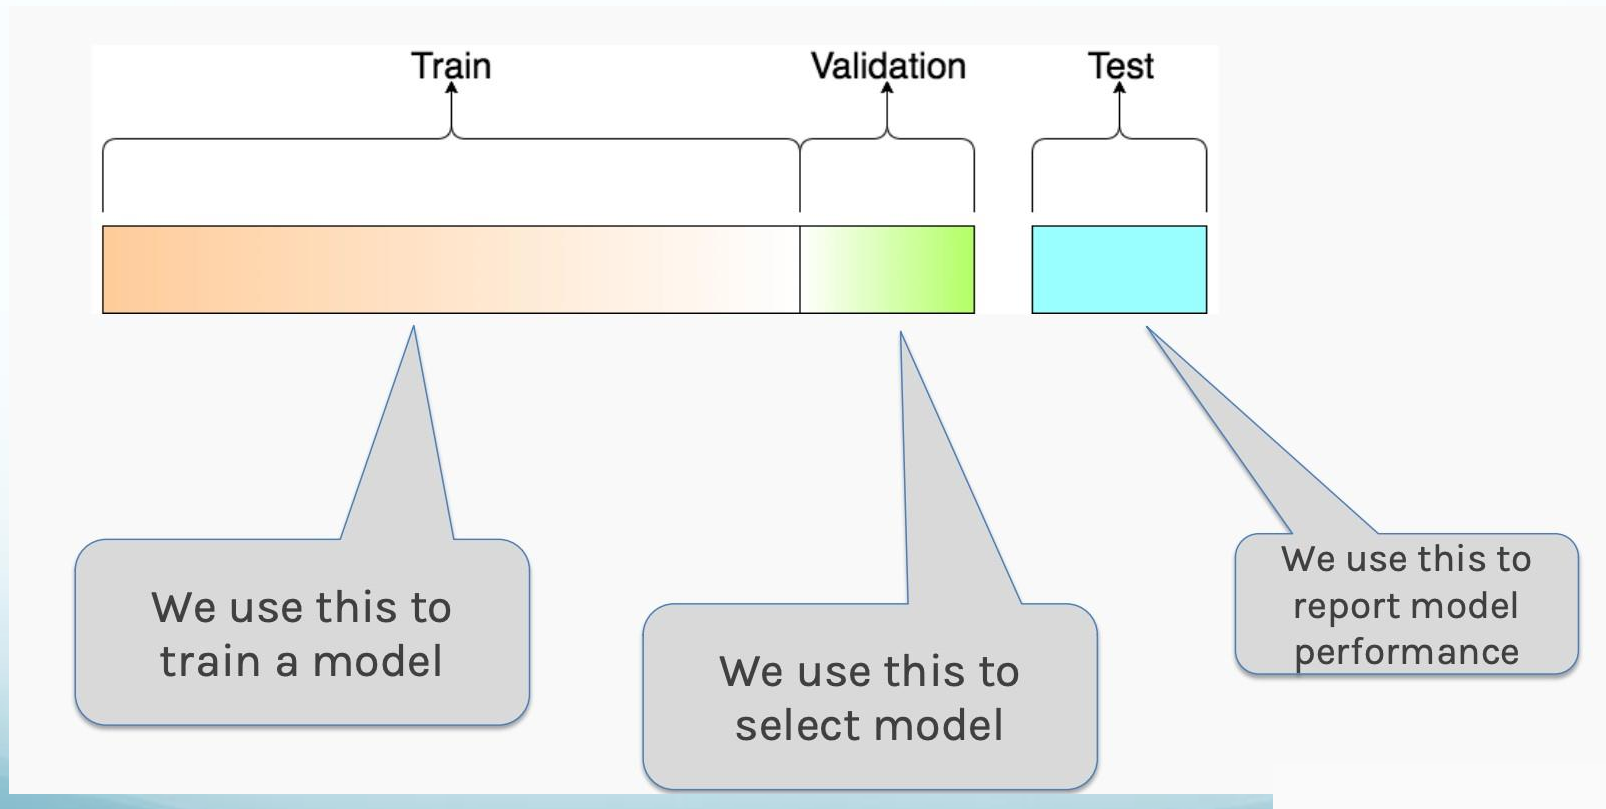 Train
Validation
Test
We use this to
train a model
We use this to
select model
We use this to
report model
performance